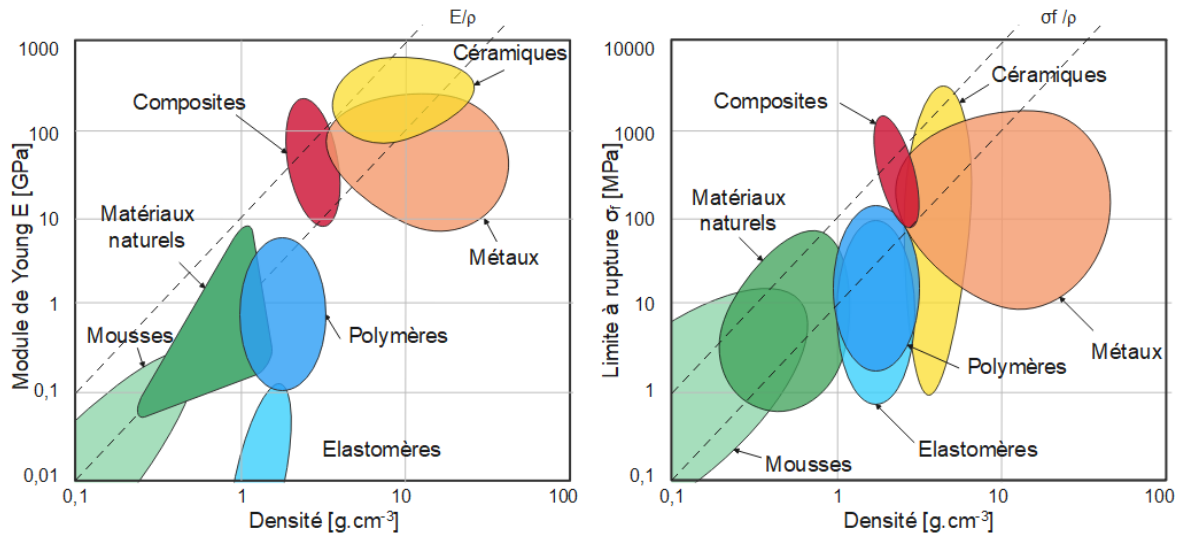 E/ρ
1000
100
10
1
0,1
0,01
Module de Young E [GPa]
Céramiques
Composites
Matériaux
naturels
Métaux
Mousses
Polymères
Elastomères
0,1
1
10
100
Densité [g.cm⁻³]
σf /ρ
10000
1000
100
10
1
0,1
Limite à rupture σf [MPa]
Céramiques
Composites
Matériaux
naturels
Métaux
Polymères
Elastomères
Mousses
0,1
1
10
100
Densité [g.cm⁻³]